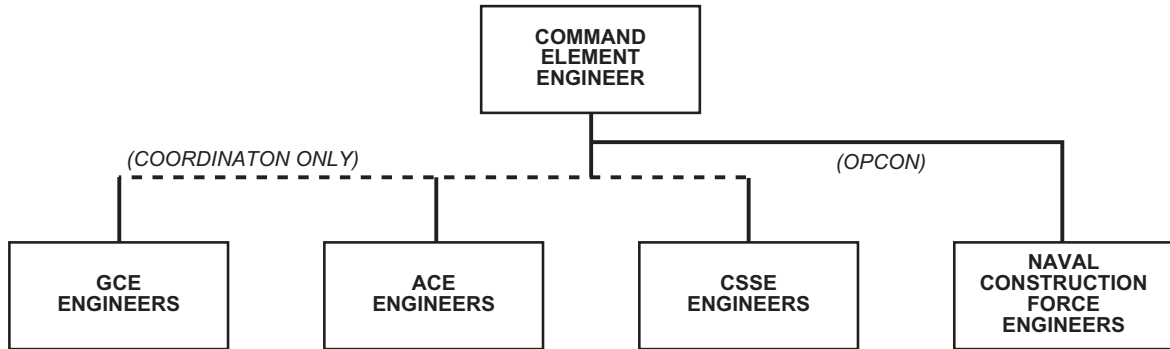 COMMAND
ELEMENT
ENGINEER
(COORDINATON ONLY)
(OPCON)
GCE
ENGINEERS
ACE
ENGINEERS
CSSE
ENGINEERS
NAVAL
CONSTRUCTION
FORCE
ENGINEERS